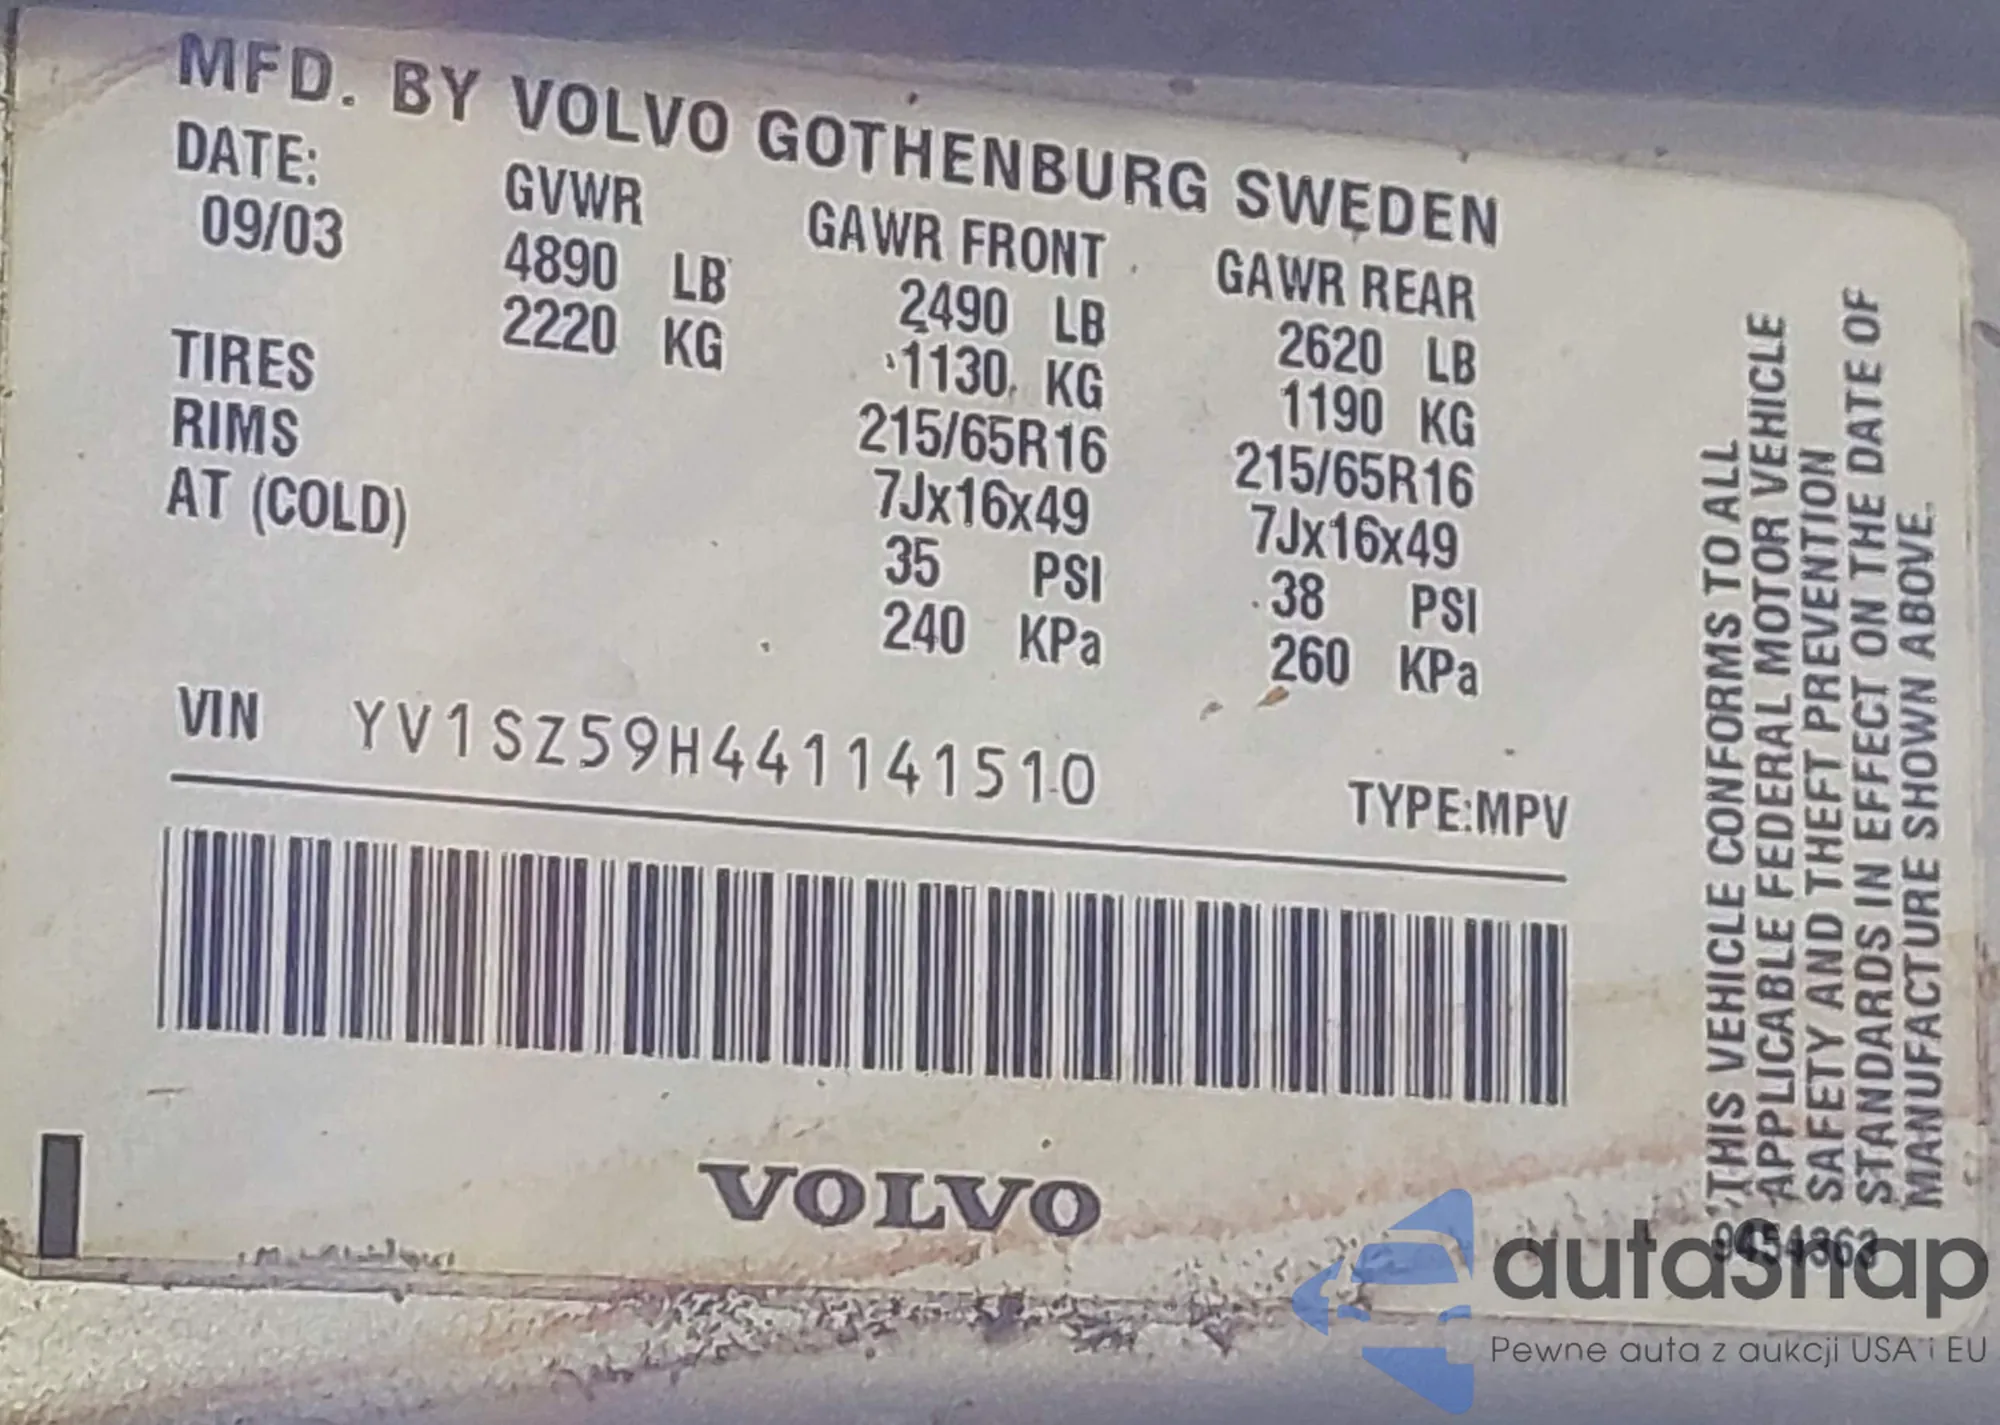 MFD. BY VOLVO GOTHENBURG SWEDEN
DATE: GVWR GAWR FRONT GAWR REAR
09/03 4890 LB 2490 LB 2620 LB
2220 KG 1130 KG 1190 KG
TIRES 215/65R16 215/65R16
RIMS 7Jx16x49 7Jx16x49
AT (COLD) 35 PSI 38 PSI
240 KPa 260 KPa
VIN YV1SZ59H441141510 TYPE:MPV
VOLVO
THIS VEHICLE CONFORMS TO ALL
APPLICABLE FEDERAL MOTOR VEHICLE
SAFETY AND THEFT PREVENTION
STANDARDS IN EFFECT ON THE DATE OF
MANUFACTURE SHOWN ABOVE.
autasnap
Pewne auta z aukcji USA i EU